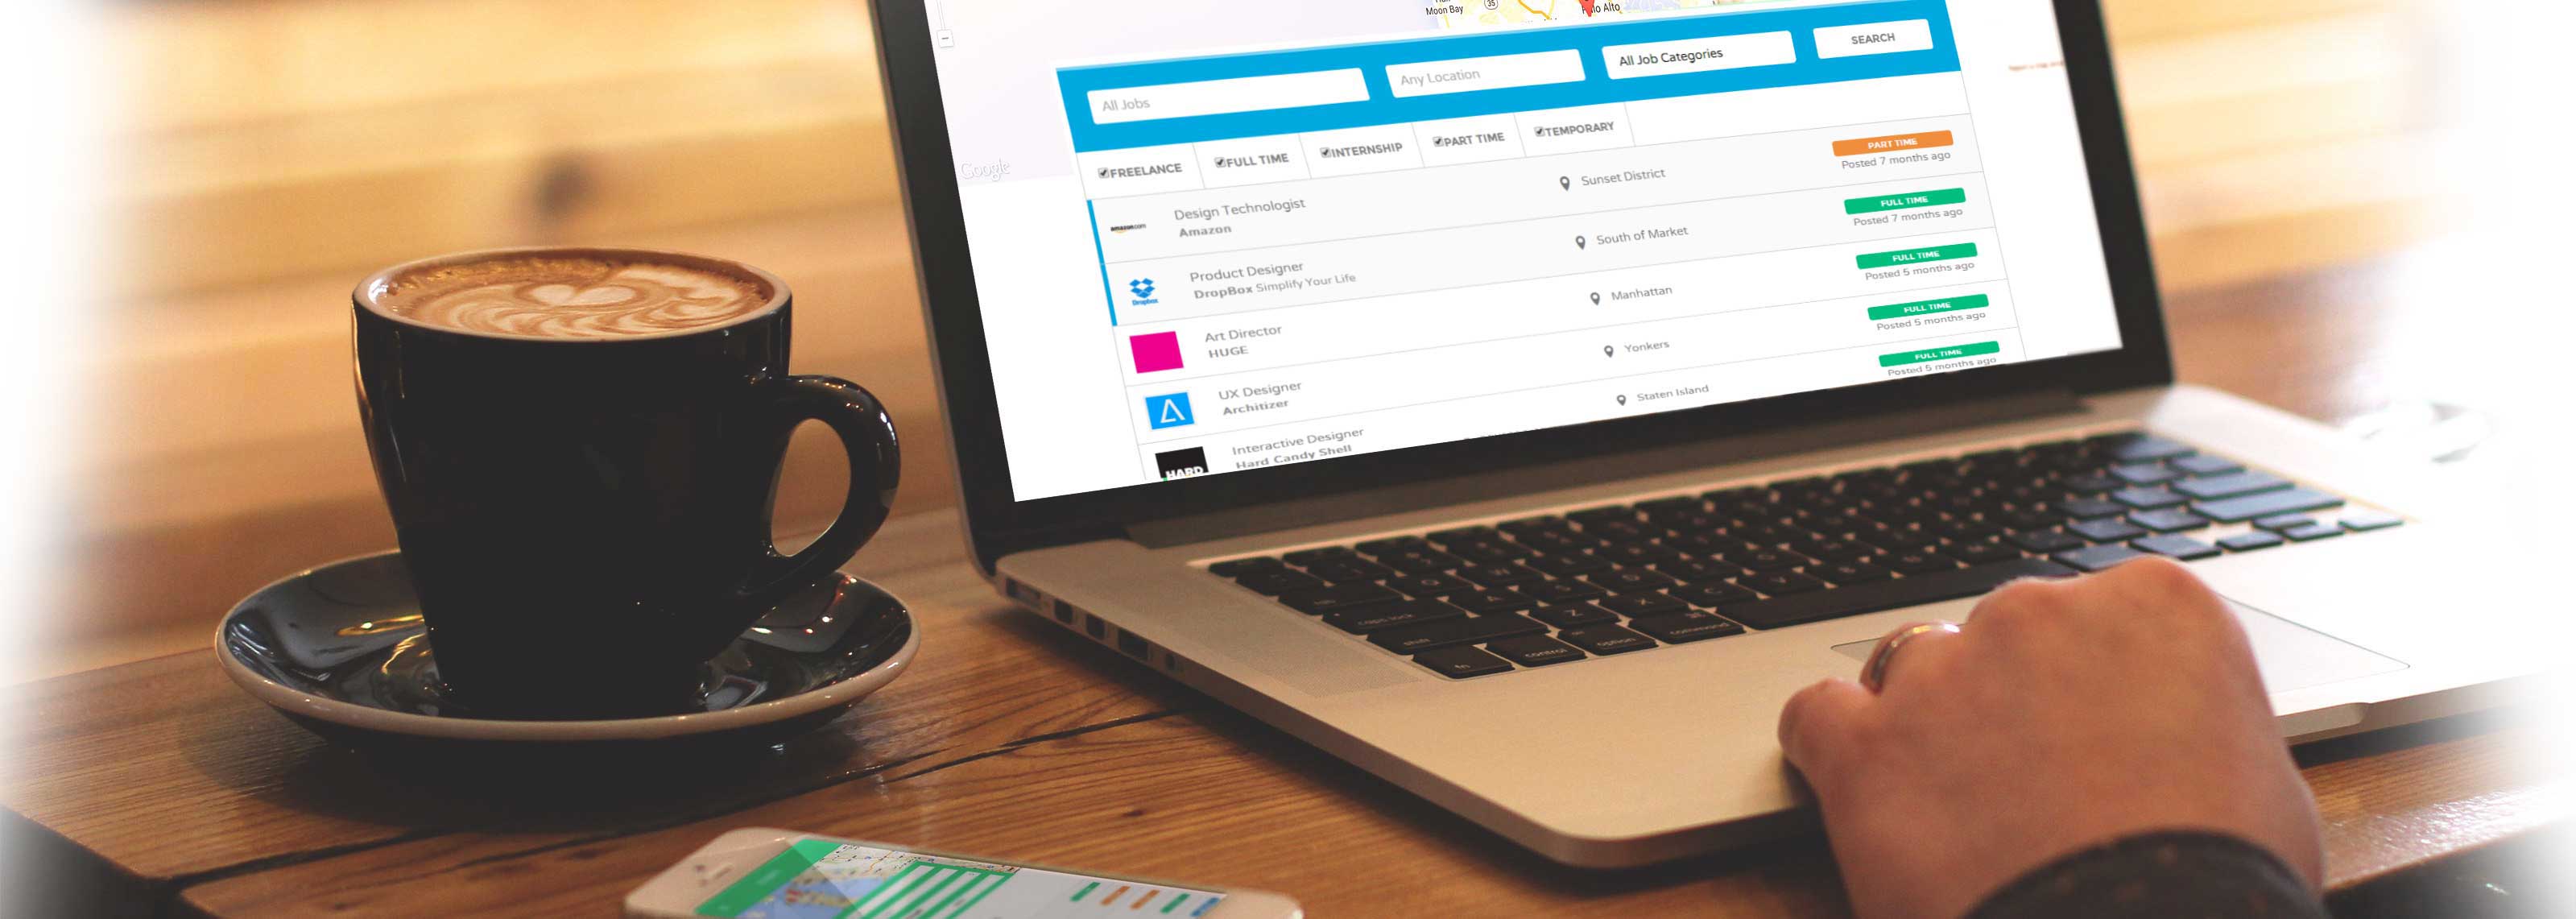 Moon Bay
35
Palo Alto
All Jobs
Any Location
All Job Categories
SEARCH
Google
FREELANCE
FULL TIME
INTERNSHIP
PART TIME
TEMPORARY
amazon.com
Design Technologist
Amazon
Sunset District
PART TIME
Posted 7 months ago
Dropbox
Product Designer
DropBox Simplify Your Life
South of Market
FULL TIME
Posted 7 months ago
Art Director
HUGE
Manhattan
FULL TIME
Posted 5 months ago
UX Designer
Architizer
Yonkers
FULL TIME
Posted 5 months ago
HARD
Interactive Designer
Hard Candy Shell
Staten Island
FULL TIME
Posted 5 months ago
caps lock
shift
Z X C V
fn control option command